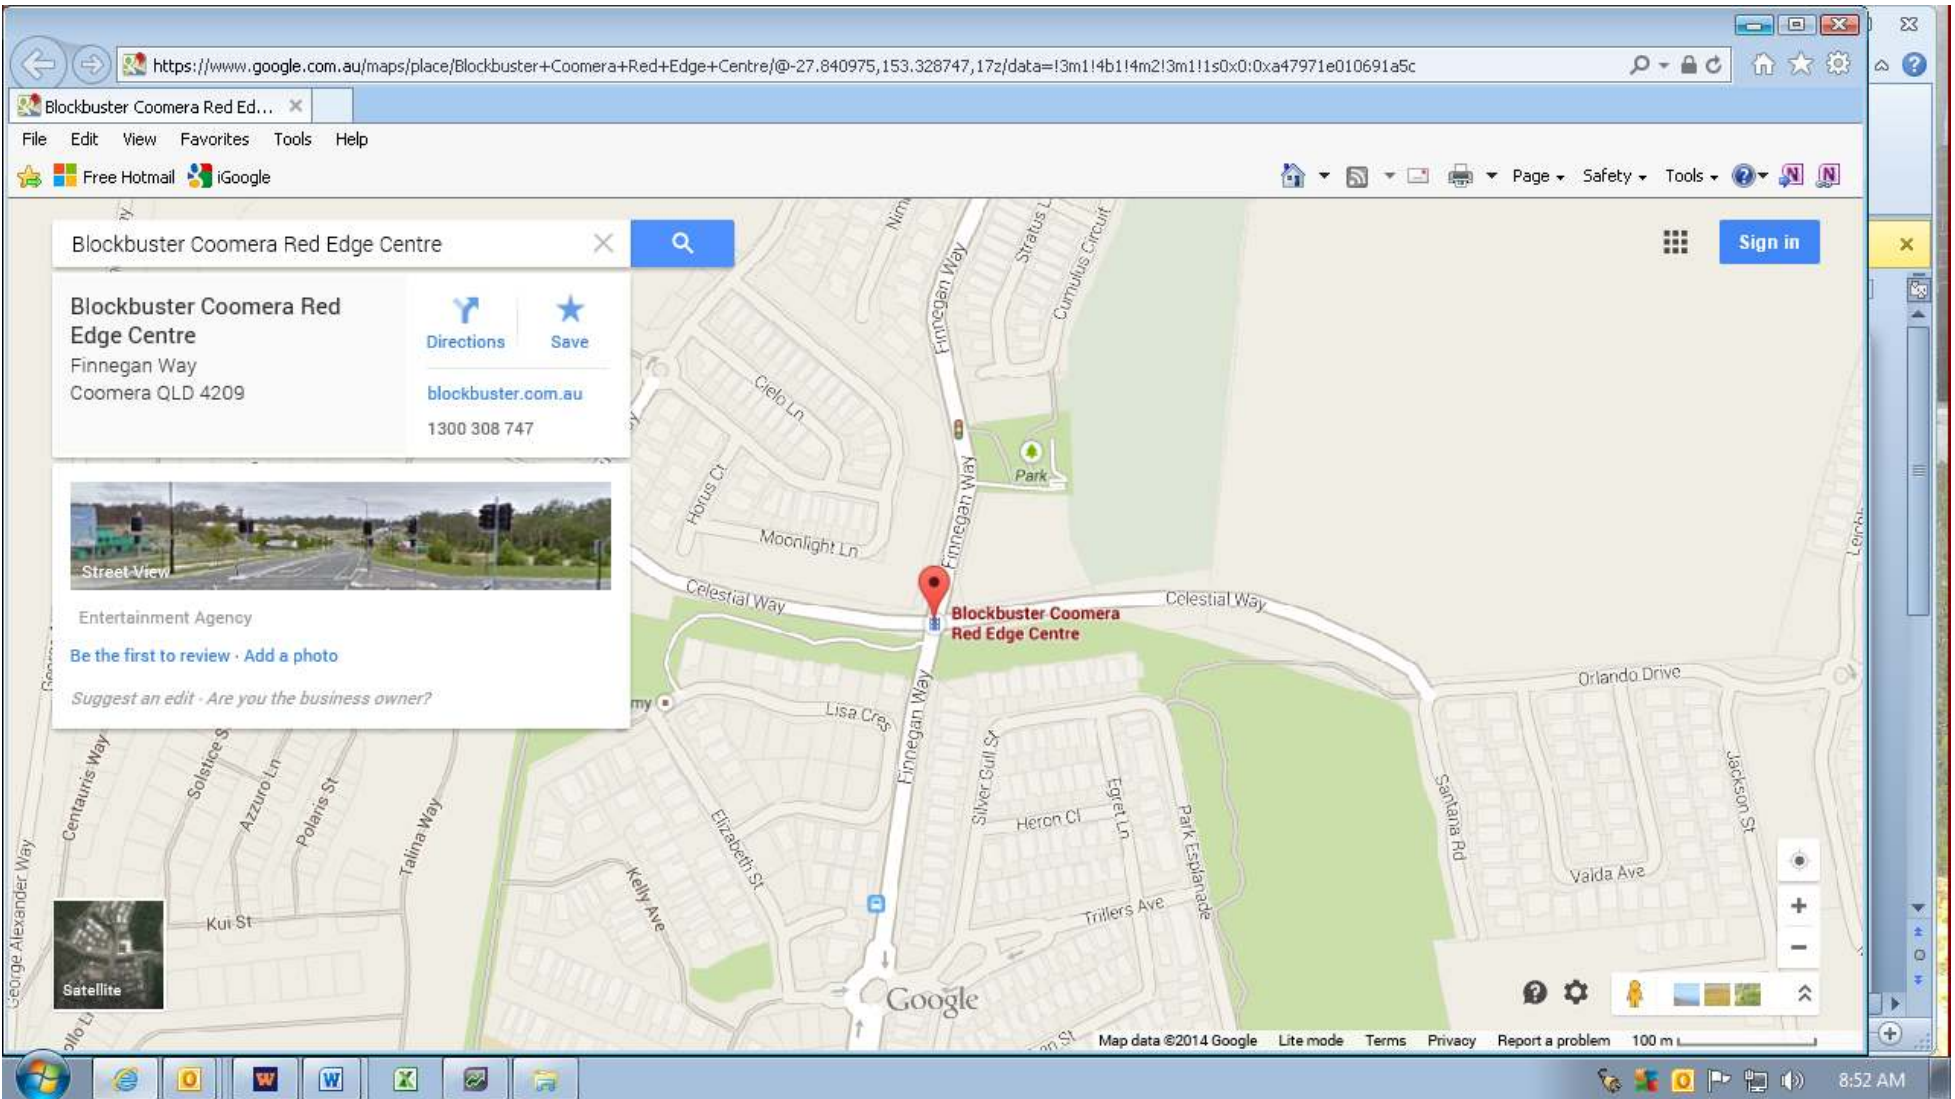 https://www.google.com.au/maps/place/Blockbuster+Coomera+Red+Edge+Centre/@-27.840975,153.328747,17z/data=!3m1!4b1!4m2!3m1!1s0x0:0xa47971e010691a5c
Blockbuster Coomera Red Ed...
File Edit View Favorites Tools Help
Free Hotmail iGoogle
Page Safety Tools
Blockbuster Coomera Red Edge Centre
Sign in
Blockbuster Coomera Red
Edge Centre
Finnegan Way
Coomera QLD 4209
Directions Save
blockbuster.com.au
1300 308 747
Street View
Entertainment Agency
Be the first to review · Add a photo
Suggest an edit - Are you the business owner?
Finnegan Way
Stratus L
Cumulus Circuit
Cielo Ln
Horus Ct
Park
Finnegan Way
Moonlight Ln
Celestial Way
Celestial Way
Blockbuster Coomera
Red Edge Centre
Orlando Drive
my
Lisa Cres
Finnegan Way
Silver Gull St
Egret Ln
Heron Cl
Park Esplanade
Santana Rd
Jackson St
Valda Ave
Trillers Ave
Elizabeth St
Kelly Ave
Centauris Way
Solstice S
Azzuro Ln
Polaris St
Talina Way
Kui St
George Alexander Way
Satellite
Google
Map data ©2014 Google Lite mode Terms Privacy Report a problem 100 m
8:52 AM